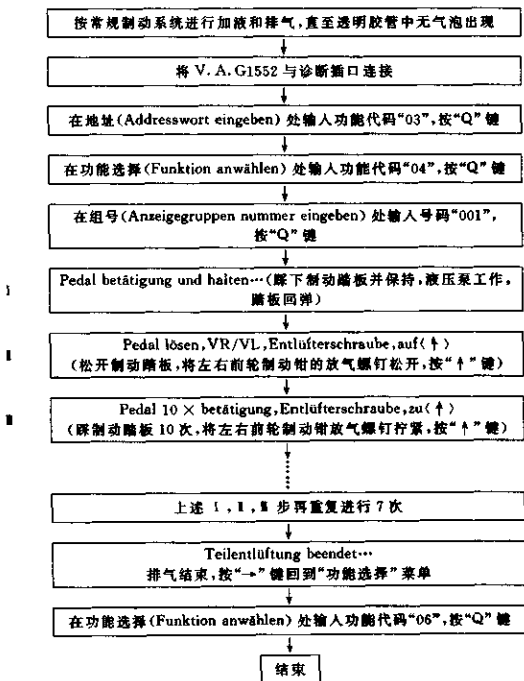 按常规制动系统进行加液和排气,直至透明胶管中无气泡出现
将 V. A. G1552 与诊断插口连接
在地址(Addresswort eingeben) 处输入功能代码“03”,按“Q” 键
在功能选择(Funktion anwählen) 处输入功能代码“04”,按“Q” 键
在组号(Anzeigegruppen nummer eingeben) 处输入号码“001”,
按“Q” 键
Pedal betätigung und halten…(踩下制动踏板并保持,液压泵工作,
踏板回弹)
Pedal lösen,VR/VL,Entlüfterschraube,auf(↑)
(松开制动踏板,将左右前轮制动钳的放气螺钉松开,按“↑”键)
Pedal 10 × betätigung,Entlüfterschraube,zu(↑)
(踩制动踏板 10 次,将左右前轮制动钳放气螺钉拧紧,按“↑”键)
上述 Ⅰ,Ⅱ,Ⅲ 步再重复进行 7 次
Teilentlüftung beendet…
排气结束,按“→”键回到“功能选择”菜单
在功能选择(Funktion anwählen) 处输入功能代码“06”,按“Q”键
结束